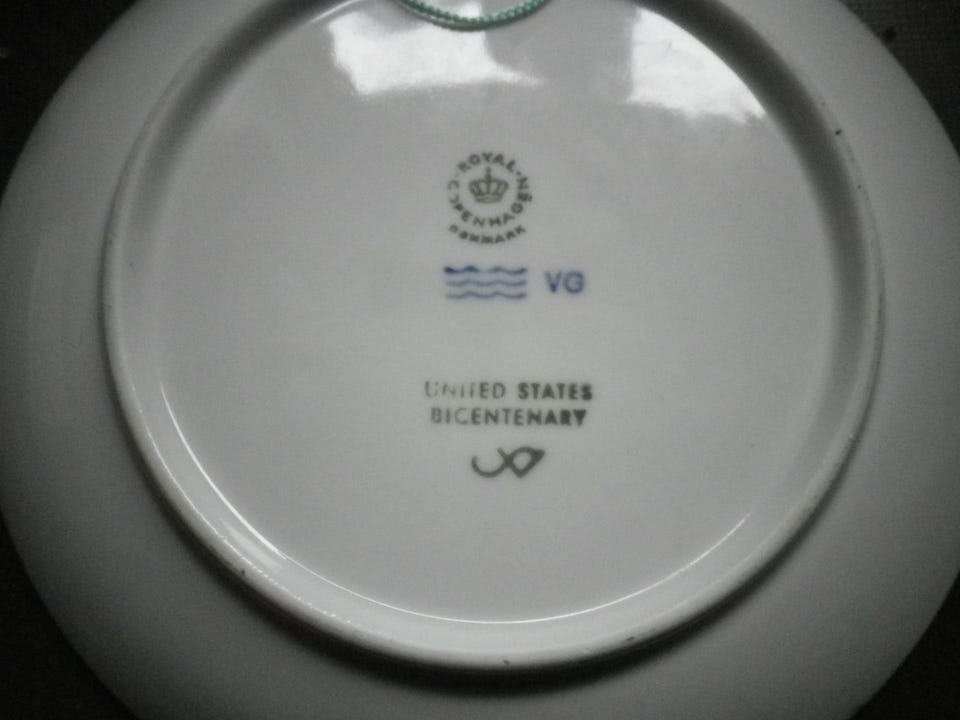 ROYAL
COPENHAGEN
DENMARK
VG
UNITED STATES
BICENTENARY